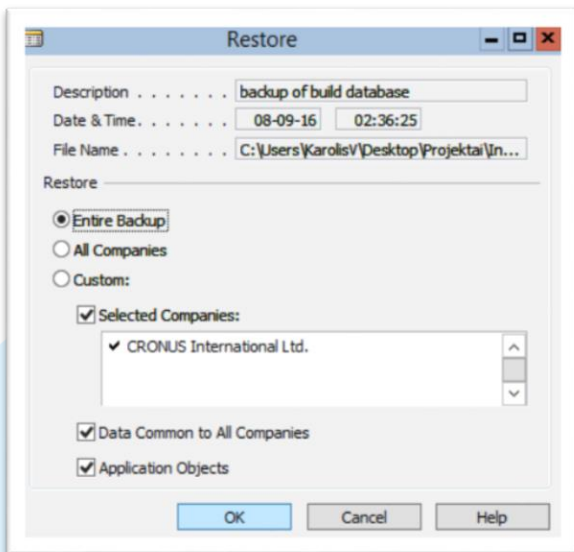 Restore
Description . . . . . . . backup of build database
Date & Time. . . . . . . 08-09-16 02:36:25
File Name . . . . . . . . C:\Users\KarolisV\Desktop\Projektai\In...
Restore
Entire Backup
All Companies
Custom:
Selected Companies:
CRONUS International Ltd.
Data Common to All Companies
Application Objects
OK Cancel Help